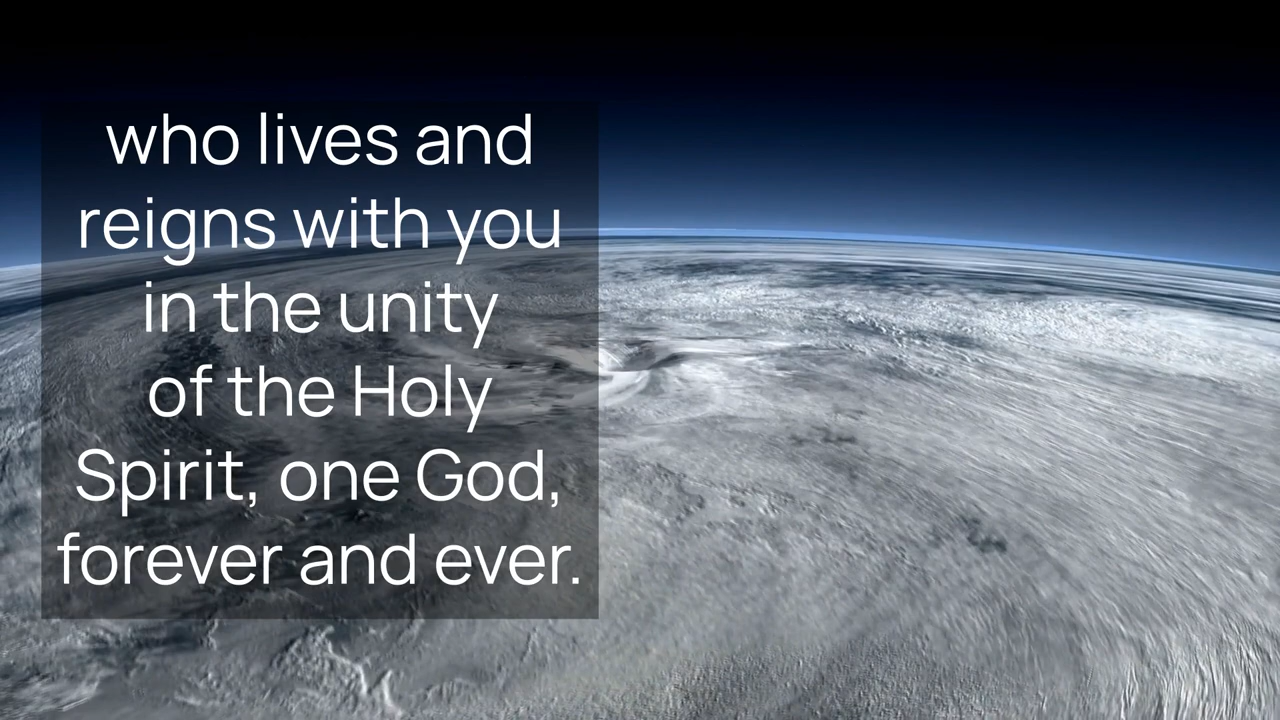 who lives and
reigns with you
in the unity
of the Holy
Spirit, one God,
forever and ever.